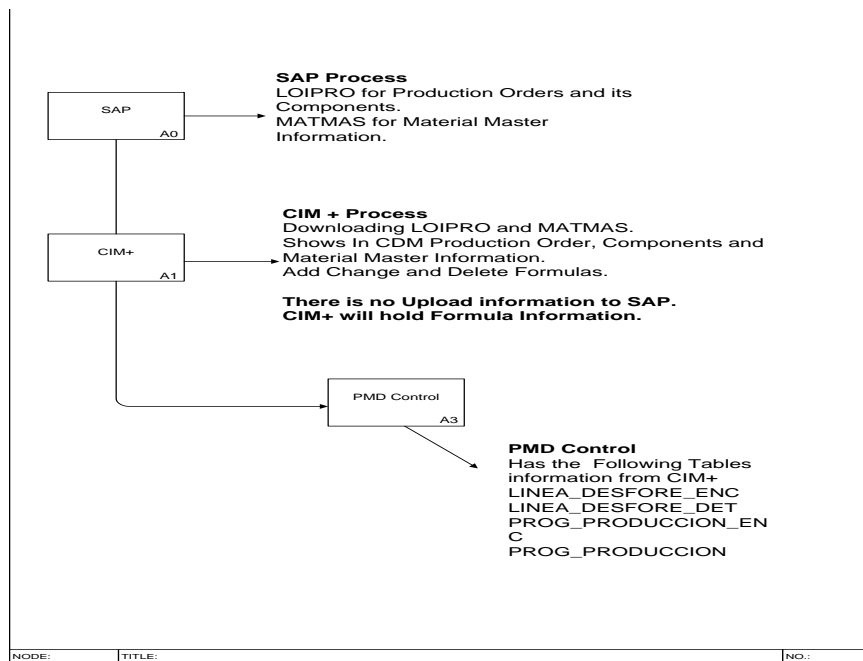 SAP
A0
SAP Process
LOIPRO for Production Orders and its
Components.
MATMAS for Material Master
Information.
CIM+
A1
CIM + Process
Downloading LOIPRO and MATMAS.
Shows In CDM Production Order, Components and
Material Master Information.
Add Change and Delete Formulas.
There is no Upload information to SAP.
CIM+ will hold Formula Information.
PMD Control
A3
PMD Control
Has the  Following Tables
information from CIM+
LINEA_DESFORE_ENC
LINEA_DESFORE_DET
PROG_PRODUCCION_EN
C
PROG_PRODUCCION
NODE:
TITLE:
NO.: